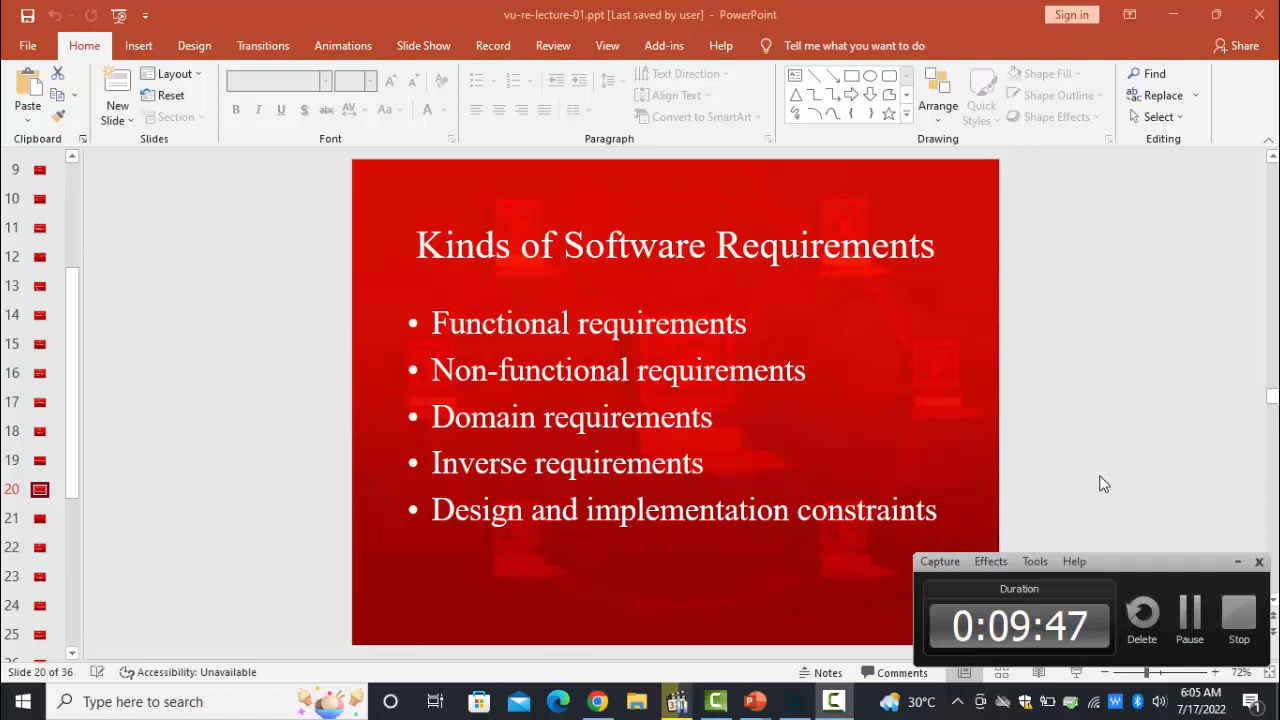 vu-re-lecture-01.ppt [Last saved by user] - PowerPoint
Sign in
File Home Insert Design Transitions Animations Slide Show Record Review View Add-ins Help Tell me what you want to do Share
Paste
Clipboard
New Slide
Layout
Reset
Section
Slides
B I U S abc AV Aa A
Font
Text Direction
Align Text
Convert to SmartArt
Paragraph
Arrange
Quick Styles
Shape Fill
Shape Outline
Shape Effects
Drawing
Find
Replace
Select
Editing
9
10
11
12
13
14
15
16
17
18
19
20
21
22
23
24
25
Kinds of Software Requirements
• Functional requirements
• Non-functional requirements
• Domain requirements
• Inverse requirements
• Design and implementation constraints
Capture Effects Tools Help
Duration
0:09:47
Delete Pause Stop
Slide 20 of 36 Accessibility: Unavailable Notes Comments 72%
Type here to search 30°C 6:05 AM
7/17/2022